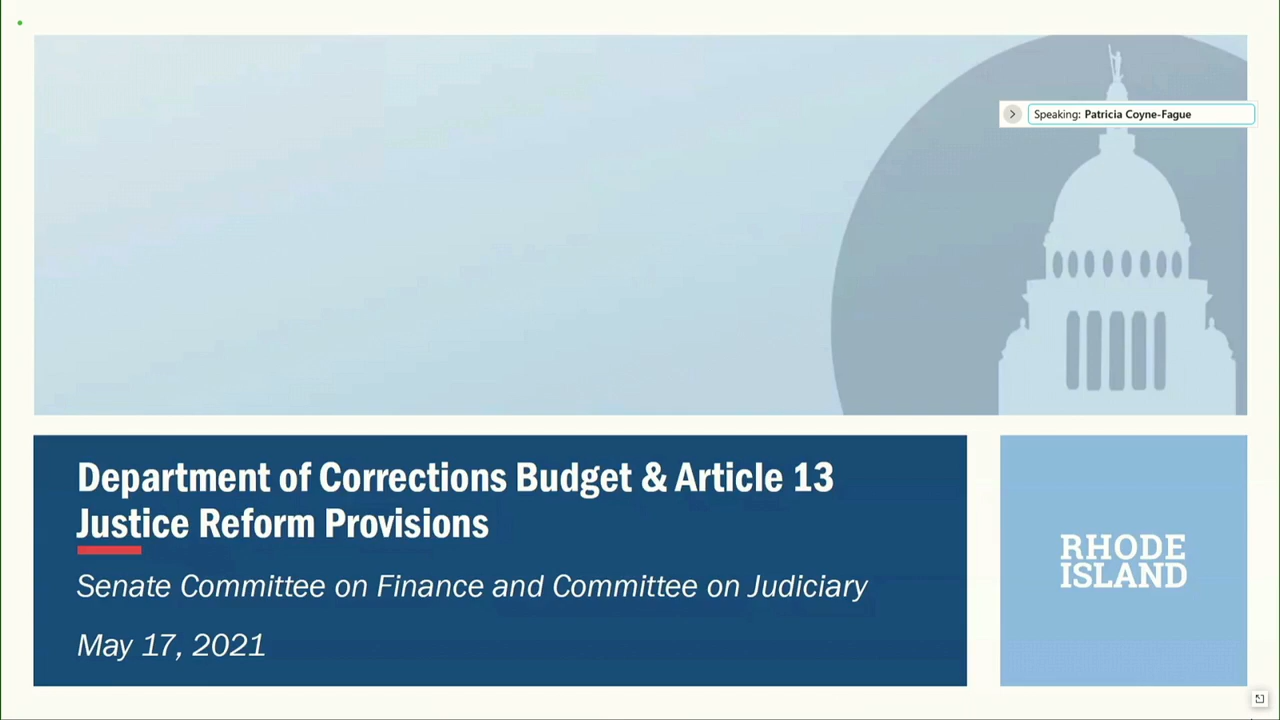 Speaking: Patricia Coyne-Fague
Department of Corrections Budget & Article 13
Justice Reform Provisions
Senate Committee on Finance and Committee on Judiciary
May 17, 2021
RHODE
ISLAND